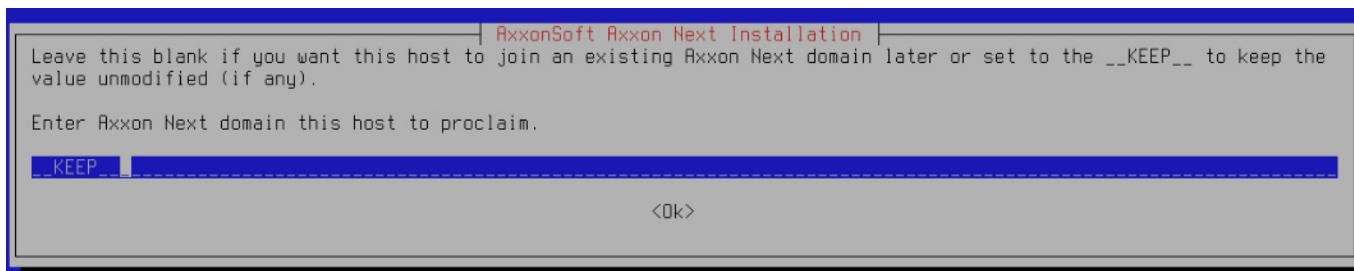 AxxonSoft Axxon Next Installation
Leave this blank if you want this host to join an existing Axxon Next domain later or set to the __KEEP__ to keep the
value unmodified (if any).
Enter Axxon Next domain this host to proclaim.
__KEEP__
<Ok>